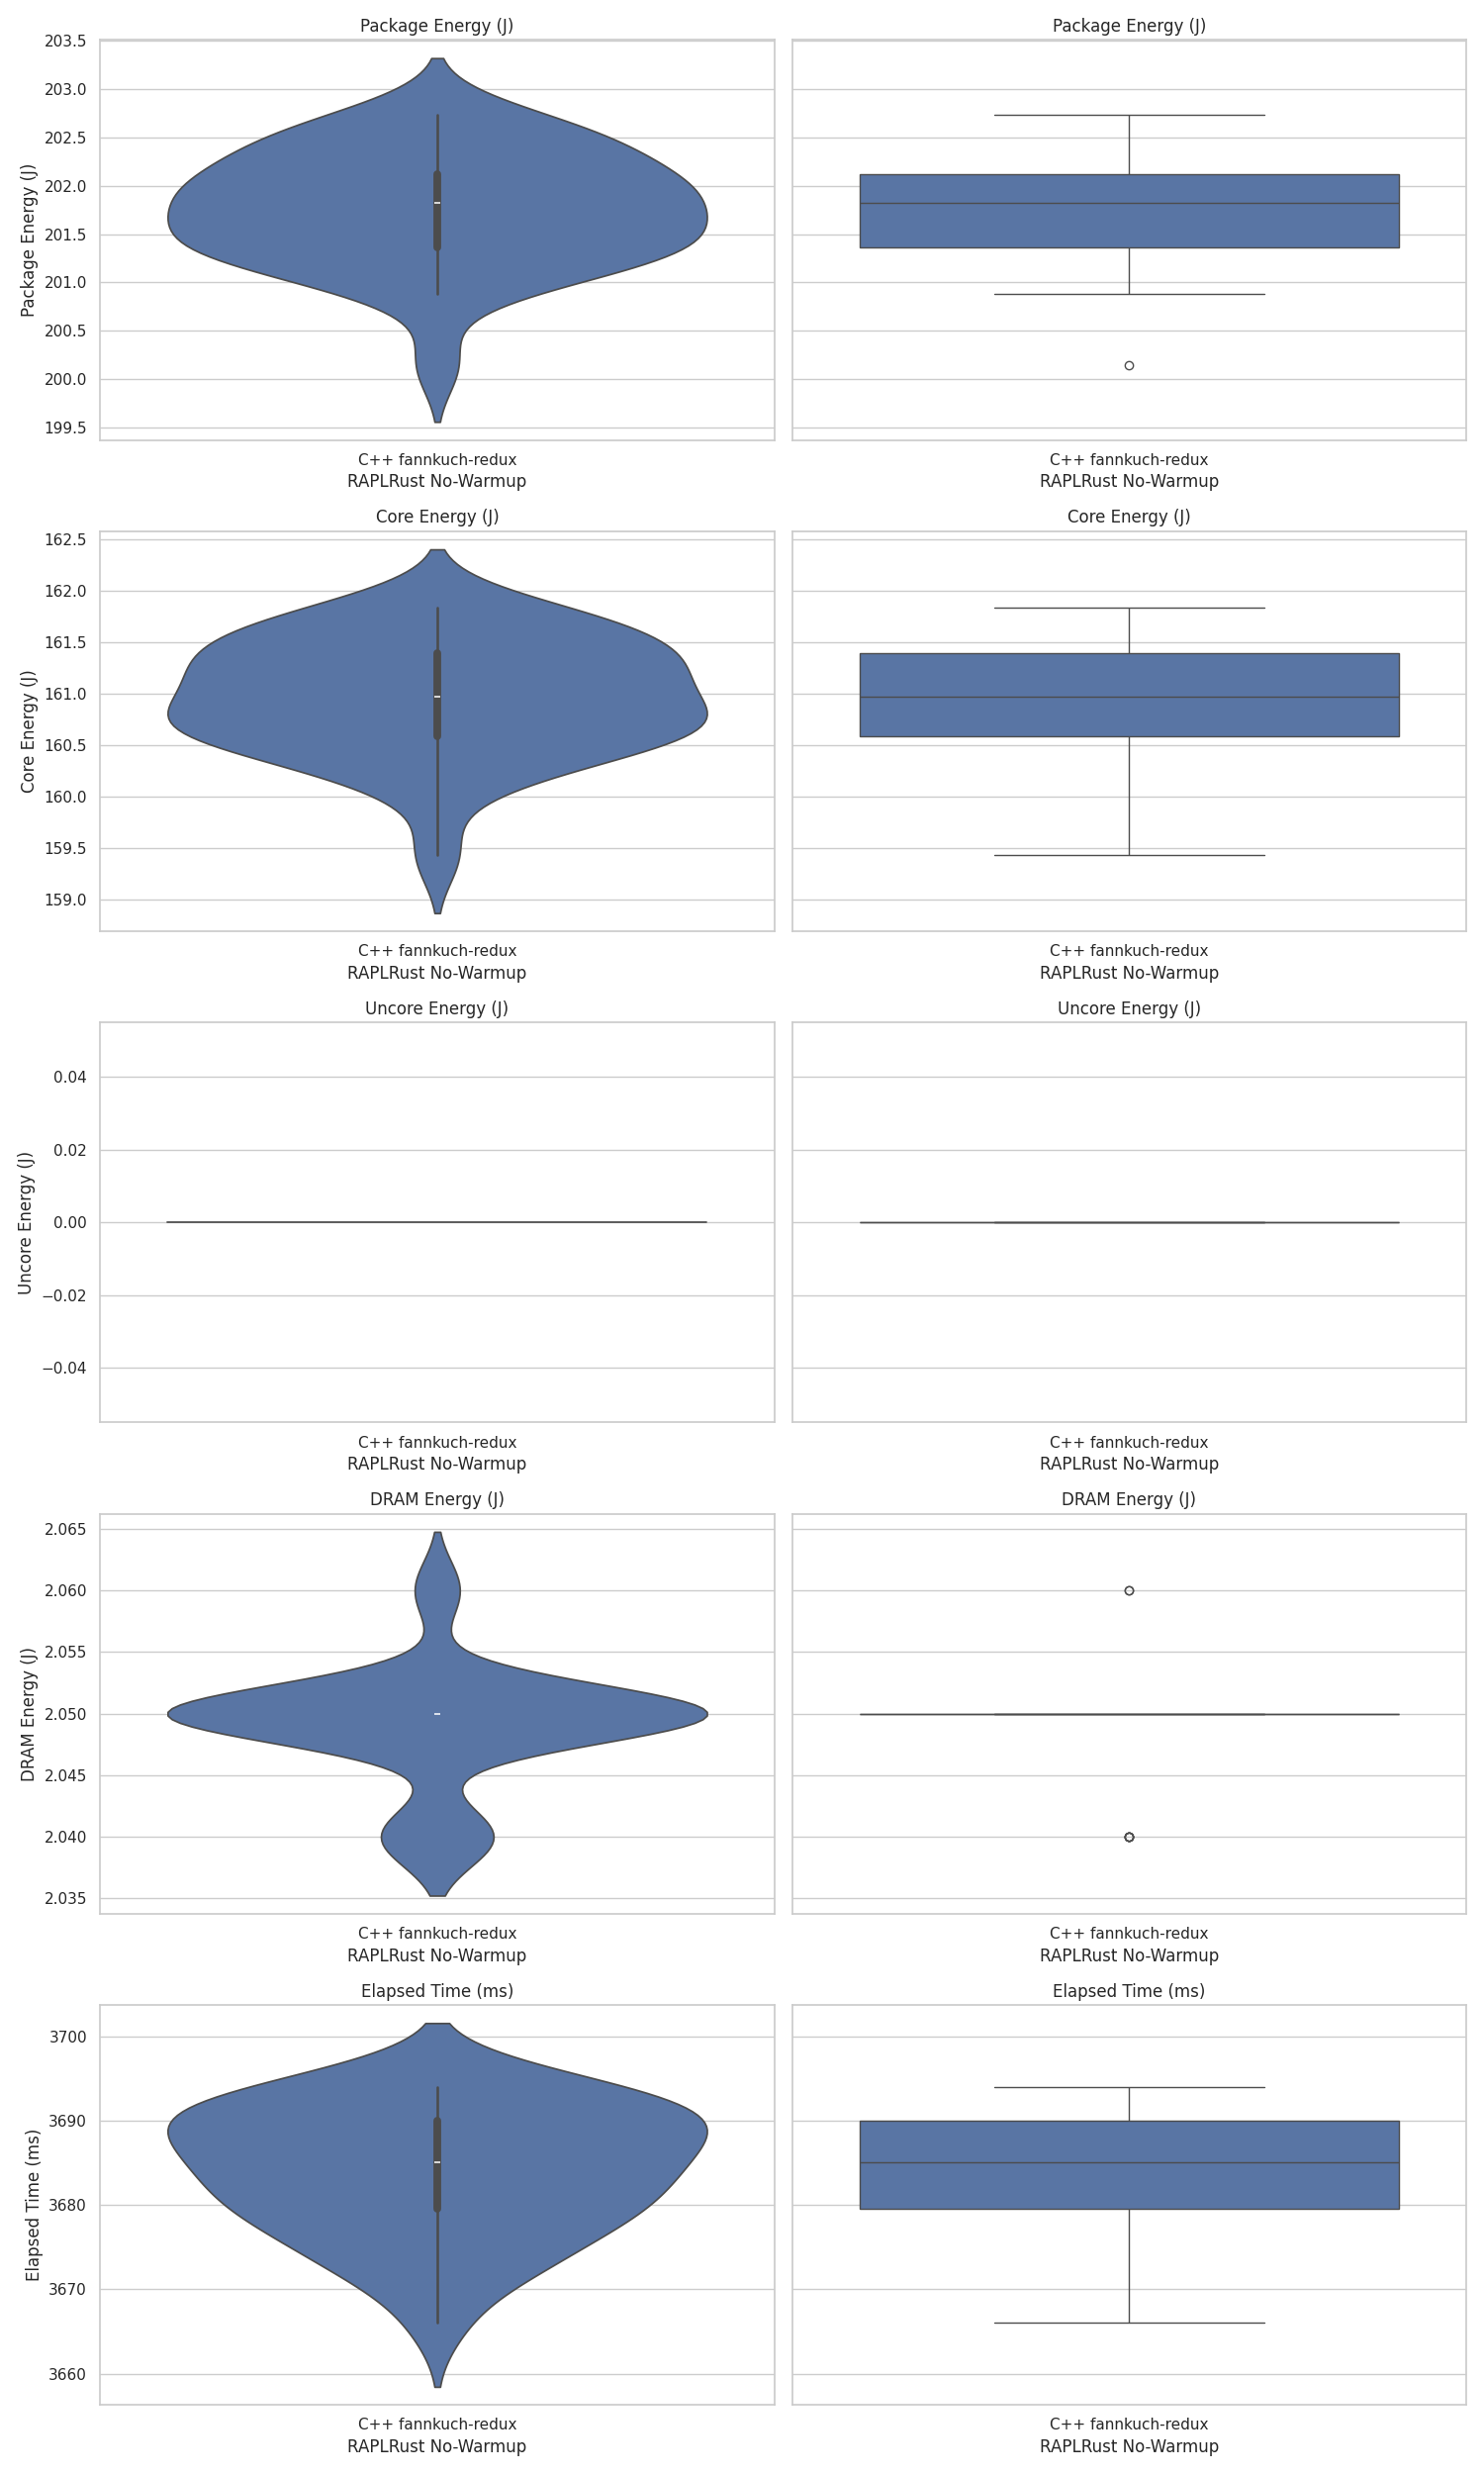 Package Energy (J)
Package Energy (J)
203.5
203.0
202.5
202.0
201.5
201.0
200.5
200.0
199.5
Package Energy (J)
C++ fannkuch-redux
RAPLRust No-Warmup
C++ fannkuch-redux
RAPLRust No-Warmup
Core Energy (J)
Core Energy (J)
162.5
162.0
161.5
161.0
160.5
160.0
159.5
159.0
Core Energy (J)
C++ fannkuch-redux
RAPLRust No-Warmup
C++ fannkuch-redux
RAPLRust No-Warmup
Uncore Energy (J)
Uncore Energy (J)
0.04
0.02
0.00
−0.02
−0.04
Uncore Energy (J)
C++ fannkuch-redux
RAPLRust No-Warmup
C++ fannkuch-redux
RAPLRust No-Warmup
DRAM Energy (J)
DRAM Energy (J)
2.065
2.060
2.055
2.050
2.045
2.040
2.035
DRAM Energy (J)
C++ fannkuch-redux
RAPLRust No-Warmup
C++ fannkuch-redux
RAPLRust No-Warmup
Elapsed Time (ms)
Elapsed Time (ms)
3700
3690
3680
3670
3660
Elapsed Time (ms)
C++ fannkuch-redux
RAPLRust No-Warmup
C++ fannkuch-redux
RAPLRust No-Warmup